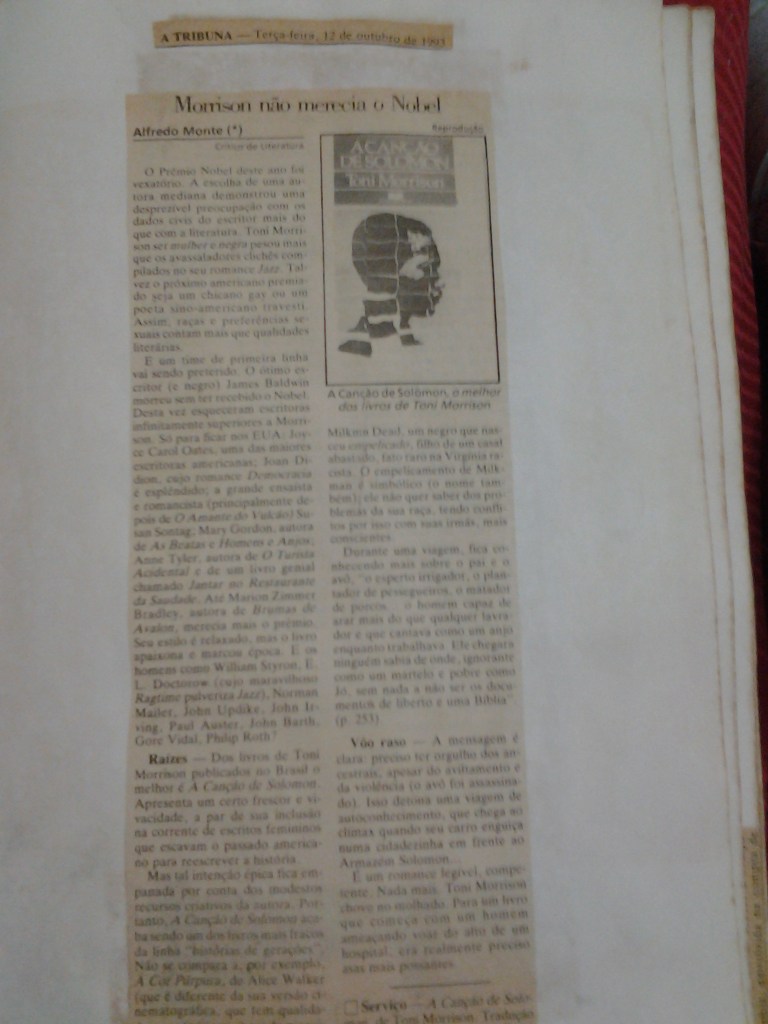 A TRIBUNA — Terça-feira, 12 de outubro de 1993
Morrison não merecia o Nobel
Alfredo Monte (*)
Crítico de Literatura
O Prêmio Nobel deste ano foi
vexatório. A escolha de uma au-
tora mediana demonstrou uma
desprezível preocupação com os
dados civis do escritor mais do
que com a literatura. Toni Morri-
son ser mulher e negra pesou mais
que os avassaladores clichês com-
pilados no seu romance Jazz. Tal-
vez o próximo americano premia-
do seja um chicano gay ou um
poeta sino-americano travesti.
Assim, raças e preferências se-
xuais contam mais que qualidades
literárias.
E um time de primeira linha
vai sendo preterido. O ótimo es-
critor (e negro) James Baldwin
morreu sem ter recebido o Nobel.
Desta vez esqueceram escritoras
infinitamente superiores a Morri-
son. Só para ficar nos EUA: Joy-
ce Carol Oates, uma das maiores
escritoras americanas; Joan Di-
dion, cujo romance Democracia
é esplêndido; a grande ensaísta
e romancista (principalmente de-
pois de O Amante do Vulcão) Su-
san Sontag; Mary Gordon, autora
de As Beatas e Homens e Anjos;
Anne Tyler, autora de O Turista
Acidental e de um livro genial
chamado Jantar no Restaurante
da Saudade. Até Marion Zimmer
Bradley, autora de Brumas de
Avalon, merecia mais o prêmio.
Seu estilo é relaxado, mas o livro
apaixona e marcou época. E os
homens como William Styron, E.
L. Doctorow (cujo maravilhoso
Ragtime pulveriza Jazz), Norman
Mailer, John Updike, John Ir-
ving, Paul Auster, John Barth,
Gore Vidal, Philip Roth?
Raízes — Dos livros de Toni
Morrison publicados no Brasil o
melhor é A Canção de Solomon.
Apresenta um certo frescor e vi-
vacidade, a par de sua inclusão
na corrente de escritos femininos
que escavam o passado america-
no para reescrever a história.
Mas tal intenção épica fica em-
panada por conta dos modestos
recursos criativos da autora. Por-
tanto, A Canção de Solomon aca-
ba sendo um dos livros mais fracos
da linha "histórias de gerações".
Não se compara a, por exemplo,
A Cor Púrpura, de Alice Walker
(que é diferente da sua versão ci-
nematográfica, que tem qualida-
Reprodução
A CANÇÃO
DE SOLOMON
Toni Morrison
A Canção de Solomon, o melhor
dos livros de Toni Morrison
Milkman Dead, um negro que nas-
ceu empelicado, filho de um casal
abastado, fato raro na Virgínia ra-
cista. O empelicamento de Milk-
man é simbólico (o nome tam-
bém); ele não quer saber dos pro-
blemas da sua raça, tendo confli-
tos por isso com suas irmãs, mais
conscientes.
Durante uma viagem, fica co-
nhecendo mais sobre o pai e o
avô, "o esperto irrigador, o plan-
tador de pessegueiros, o matador
de porcos... o homem capaz de
arar mais do que qualquer lavra-
dor e que cantava como um anjo
enquanto trabalhava. Ele chegara
ninguém sabia de onde, ignorante
como um martelo e pobre como
Jó, sem nada a não ser os docu-
mentos de liberto e uma Bíblia"
(p. 253).
Vôo raso — A mensagem é
clara: preciso ter orgulho dos an-
cestrais, apesar do aviltamento e
da violência (o avô foi assassina-
do). Isso detona uma viagem de
autoconhecimento, que chega ao
clímax quando seu carro enguiça
numa cidadezinha em frente ao
Armazém Solomon...
É um romance legível, compe-
tente. Nada mais. Toni Morrison
chove no molhado. Para um livro
que começa com um homem
ameaçando voar do alto de um
hospital, era realmente preciso
asas mais possantes.
Serviço — A Canção de Solo-
mon, de Toni Morrison. Tradução